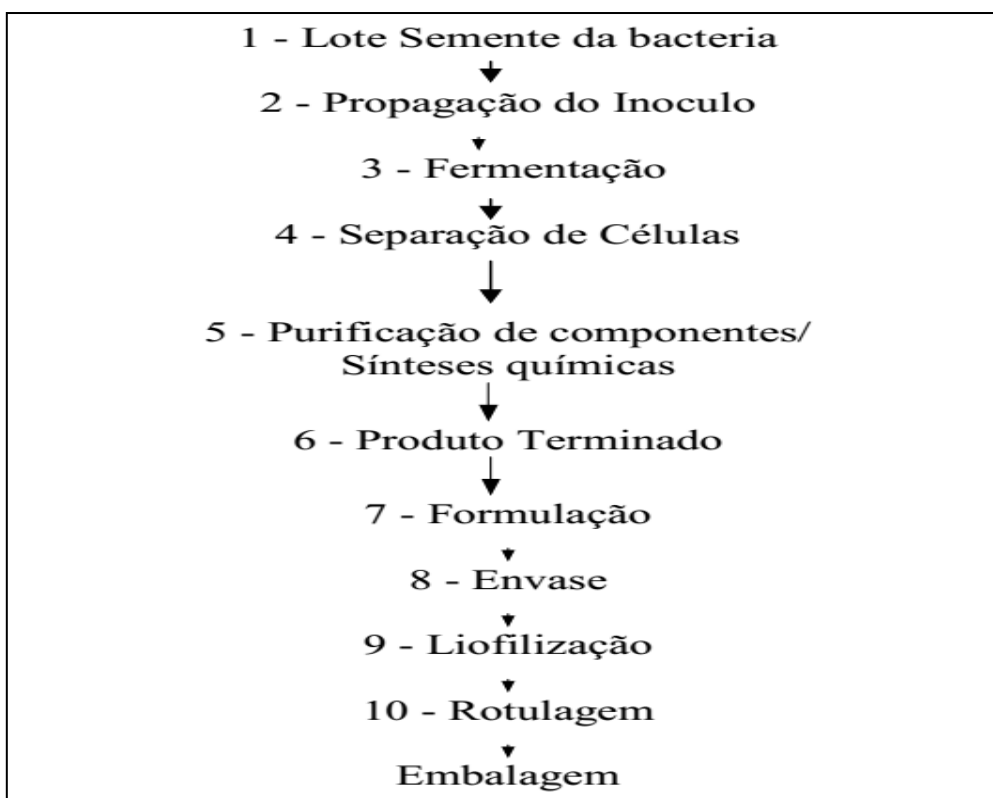 1 - Lote Semente da bacteria
2 - Propagação do Inoculo
3 - Fermentação
4 - Separação de Células
5 - Purificação de componentes/
Sínteses químicas
6 - Produto Terminado
7 - Formulação
8 - Envase
9 - Liofilização
10 - Rotulagem
Embalagem